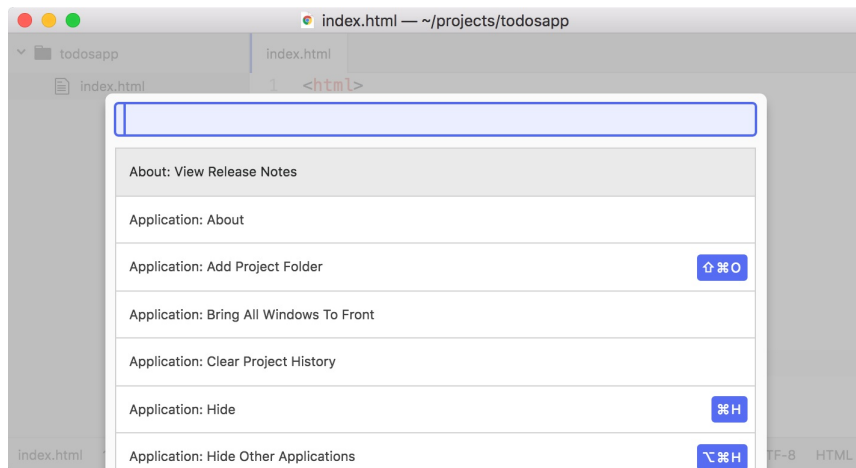 index.html — ~/projects/todosapp
todosapp
index.html
index.html
1 <html>
About: View Release Notes
Application: About
Application: Add Project Folder ⇧⌘O
Application: Bring All Windows To Front
Application: Clear Project History
Application: Hide ⌘H
Application: Hide Other Applications ⌥⌘H
index.html
TF-8 HTML